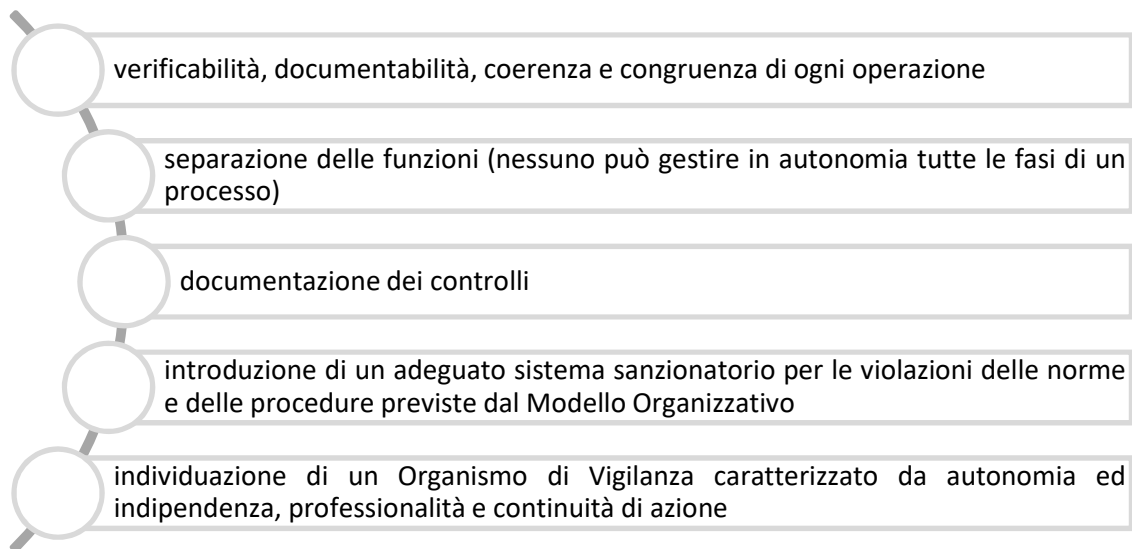 verificabilità, documentabilità, coerenza e congruenza di ogni operazione
separazione delle funzioni (nessuno può gestire in autonomia tutte le fasi di un
processo)
documentazione dei controlli
introduzione di un adeguato sistema sanzionatorio per le violazioni delle norme
e delle procedure previste dal Modello Organizzativo
individuazione di un Organismo di Vigilanza caratterizzato da autonomia ed
indipendenza, professionalità e continuità di azione